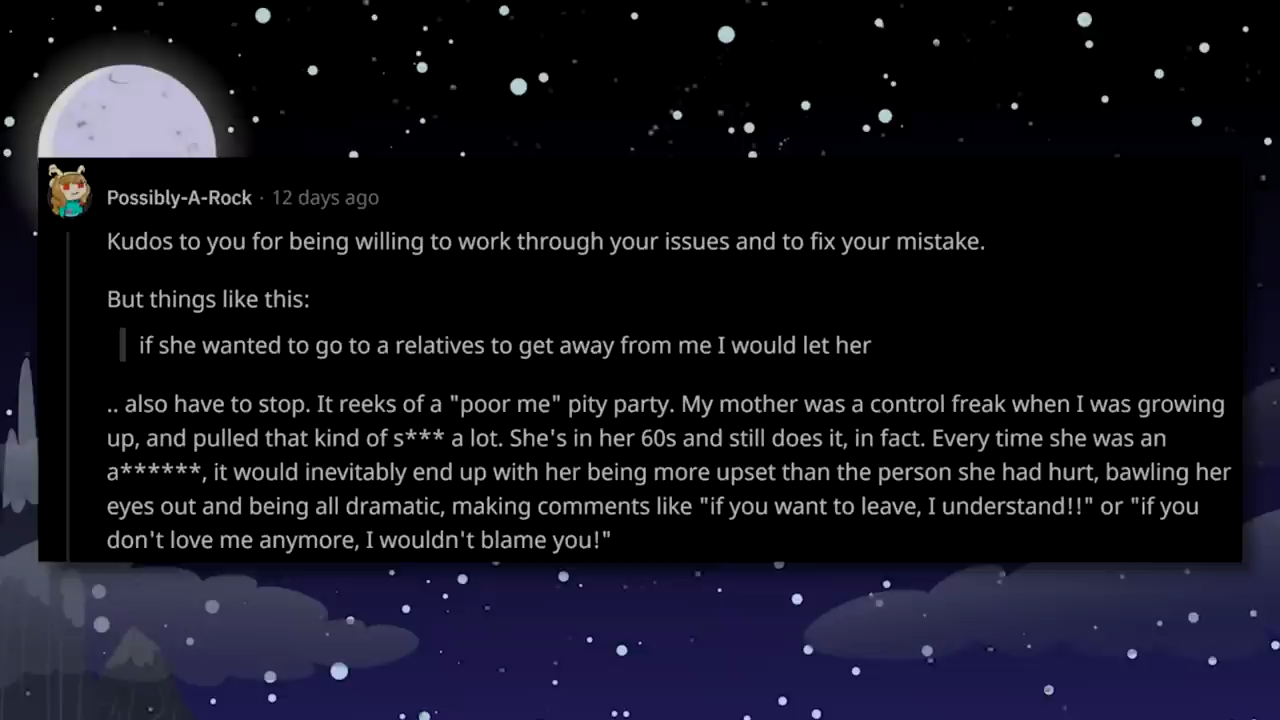 Possibly-A-Rock · 12 days ago
Kudos to you for being willing to work through your issues and to fix your mistake.
But things like this:
if she wanted to go to a relatives to get away from me I would let her
.. also have to stop. It reeks of a "poor me" pity party. My mother was a control freak when I was growing
up, and pulled that kind of s*** a lot. She's in her 60s and still does it, in fact. Every time she was an
a******, it would inevitably end up with her being more upset than the person she had hurt, bawling her
eyes out and being all dramatic, making comments like "if you want to leave, I understand!!" or "if you
don't love me anymore, I wouldn't blame you!"